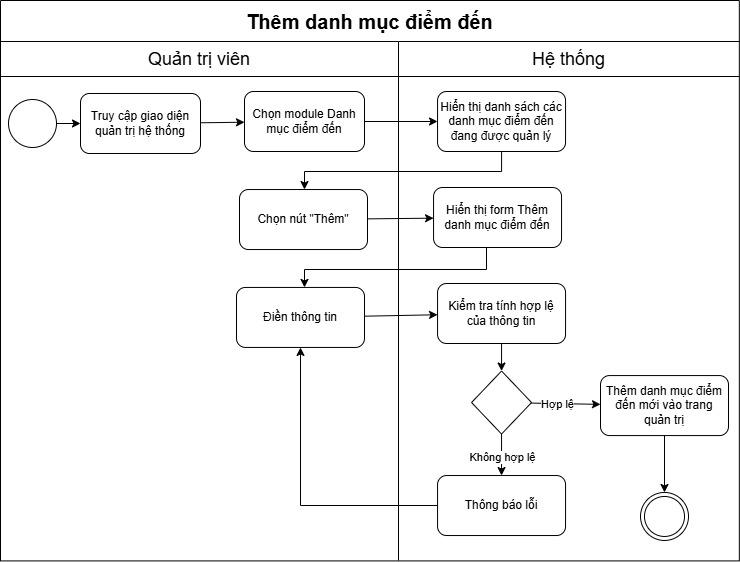 Thêm danh mục điểm đến
Quản trị viên
Hệ thống
Truy cập giao diện
quản trị hệ thống
Chọn module Danh
mục điểm đến
Hiển thị danh sách các
danh mục điểm đến
đang được quản lý
Chọn nút "Thêm"
Hiển thị form Thêm
danh mục điểm đến
Điền thông tin
Kiểm tra tính hợp lệ
của thông tin
Hợp lệ
Thêm danh mục điểm
đến mới vào trang
quản trị
Không hợp lệ
Thông báo lỗi